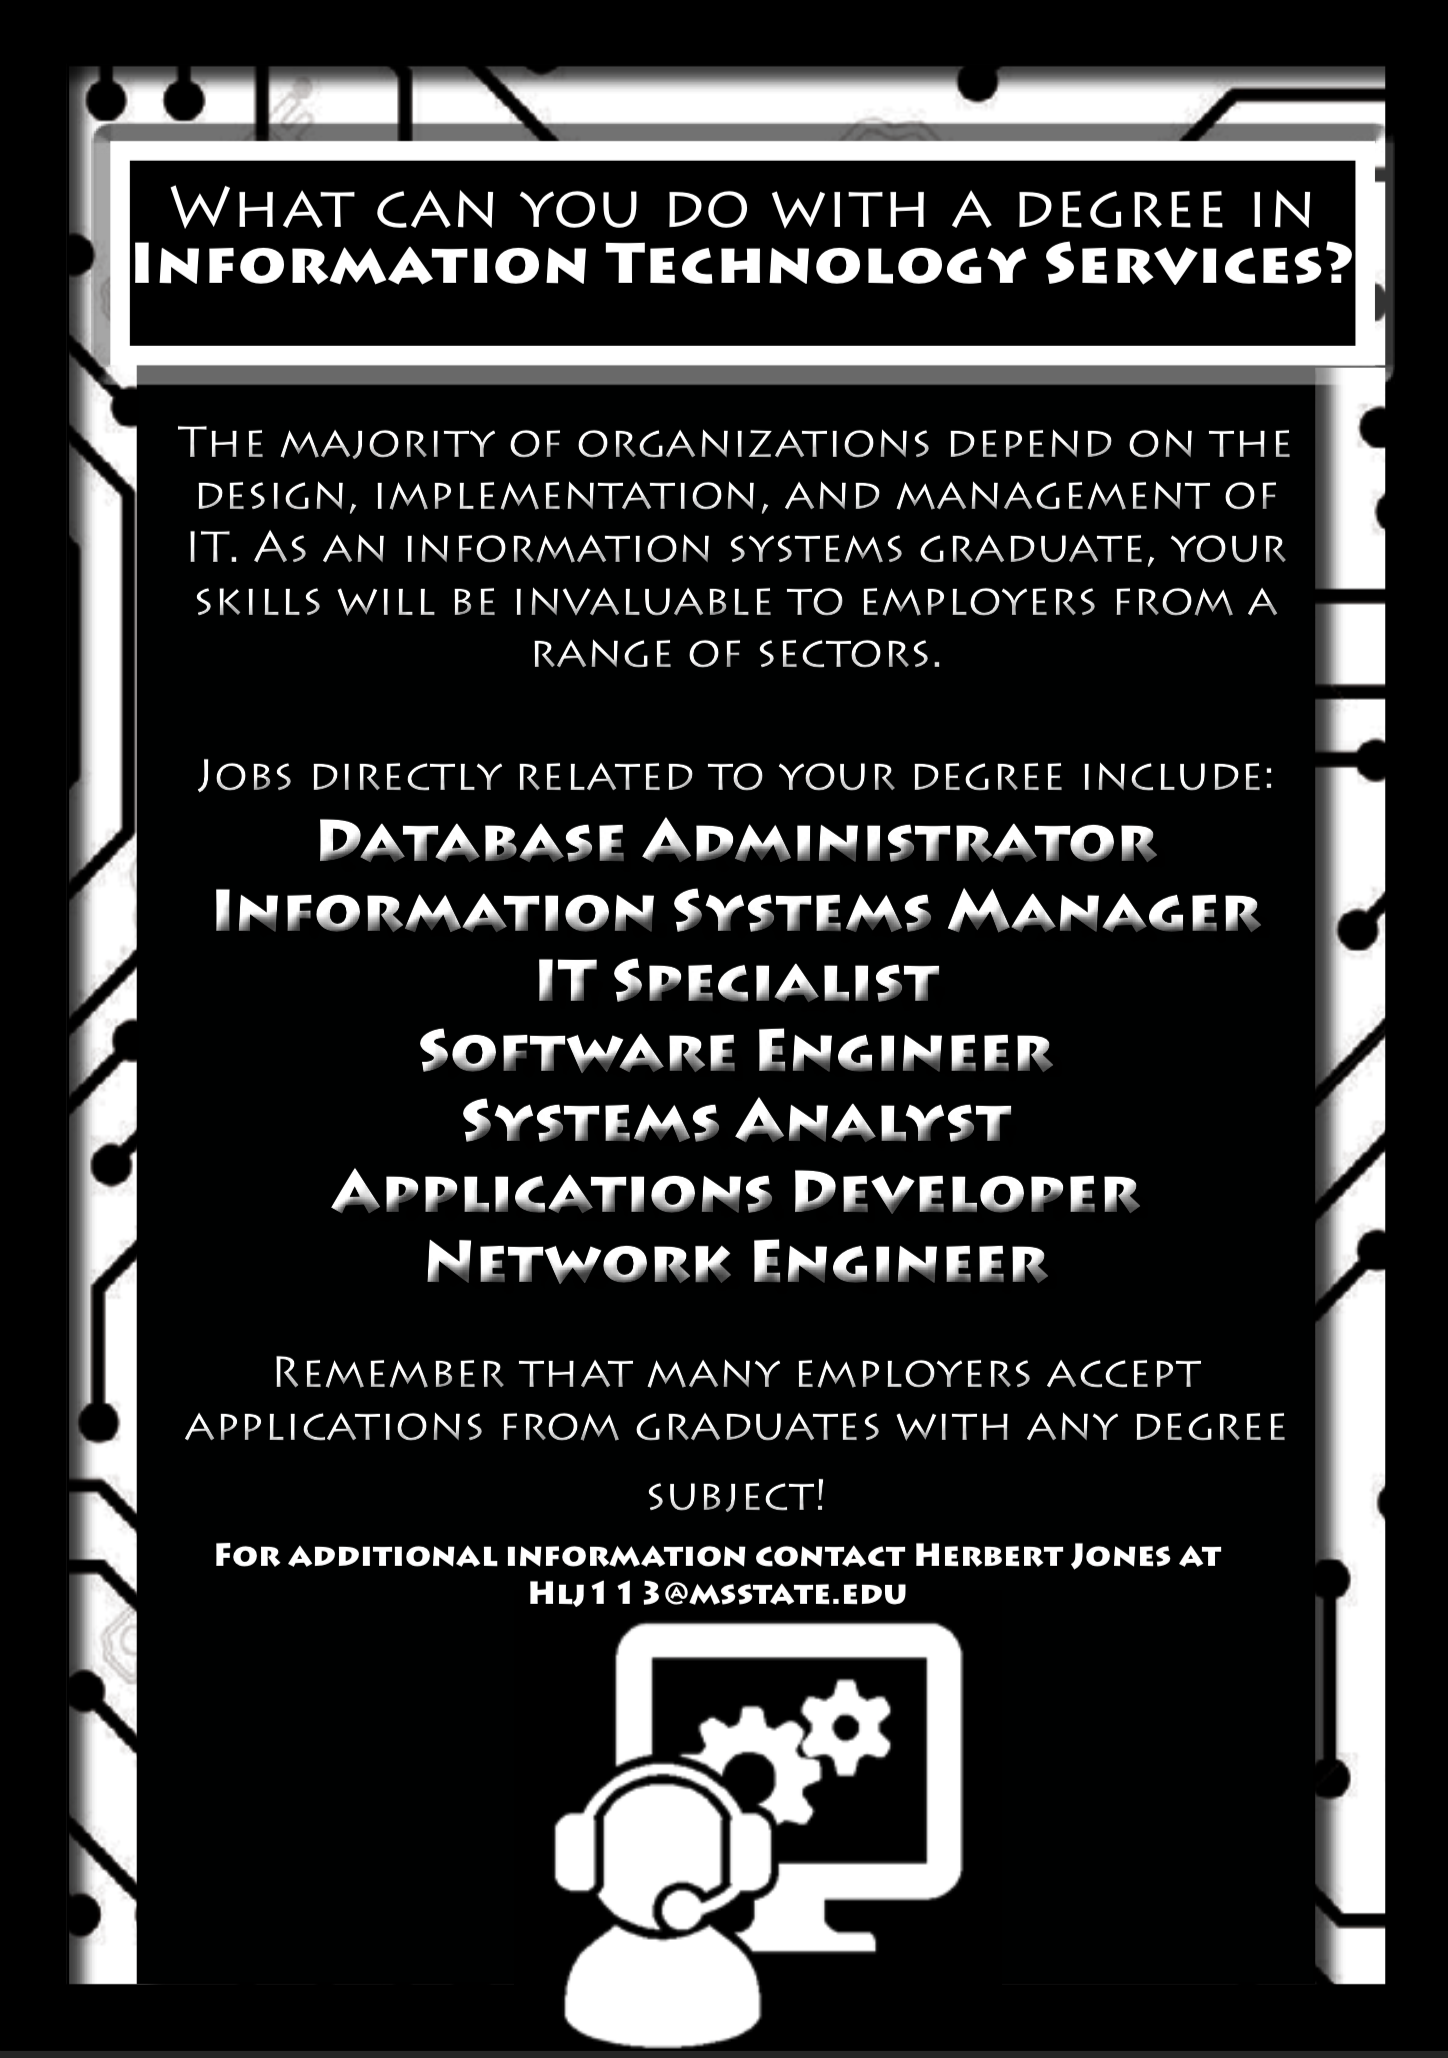 What can you do with a degree in
Information Technology Services?
The majority of organizations depend on the
design, implementation, and management of
IT. As an information systems graduate, your
skills will be invaluable to employers from a
range of sectors.
Jobs directly related to your degree include:
Database Administrator
Information Systems Manager
IT Specialist
Software Engineer
Systems Analyst
Applications Developer
Network Engineer
Remember that many employers accept
applications from graduates with any degree
subject!
For additional information contact Herbert Jones at
Hlj113@msstate.edu